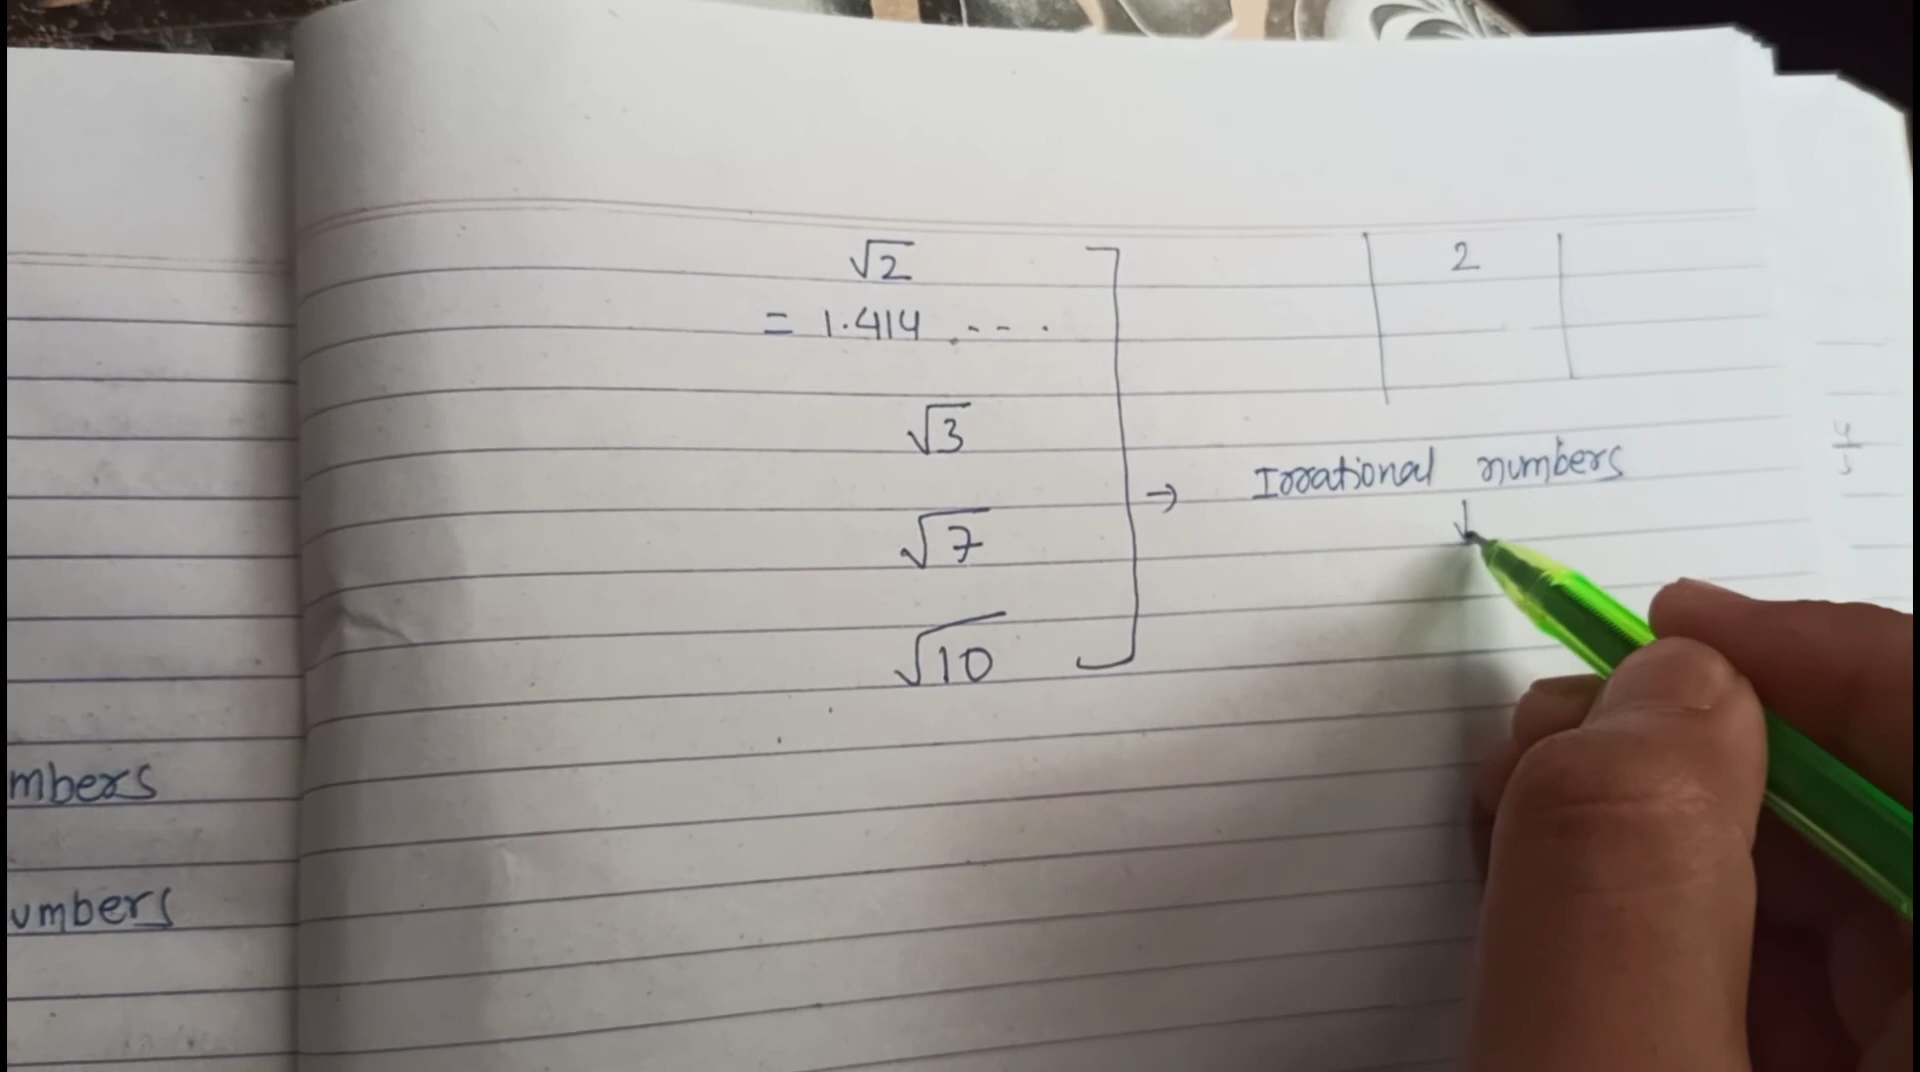 √2
= 1.414 ....
√3
√7
√10
2
→ Irrational numbers
↓
mbers
umbers